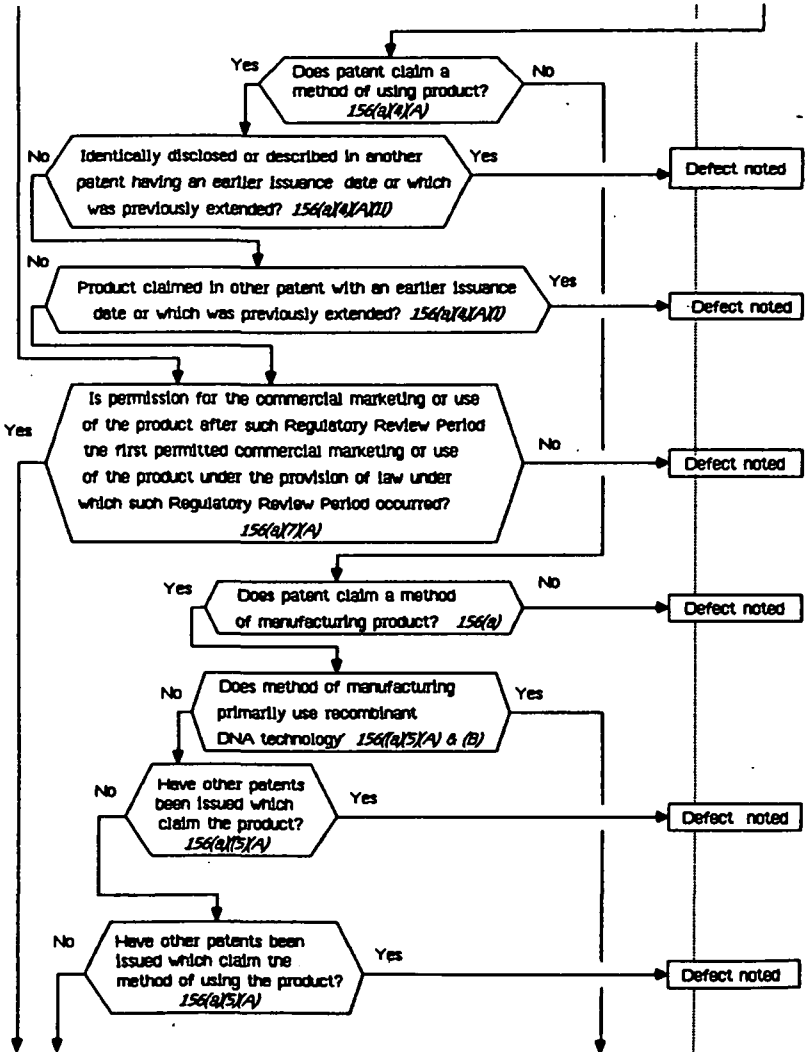 Yes
Does patent claim a
method of using product?
156(a)(4)(A)
No
No
Identically disclosed or described in another
patent having an earlier issuance date or which
was previously extended? 156(a)(4)(A)(II)
Yes
Defect noted
No
Product claimed in other patent with an earlier issuance
date or which was previously extended? 156(a)(4)(A)(I)
Yes
Defect noted
Yes
Is permission for the commercial marketing or use
of the product after such Regulatory Review Period
the first permitted commercial marketing or use
of the product under the provision of law under
which such Regulatory Review Period occurred?
156(a)(7)(A)
No
Defect noted
Yes
Does patent claim a method
of manufacturing product? 156(a)
No
Defect noted
No
Does method of manufacturing
primarily use recombinant
DNA technology 156((a)(5)(A) & (B)
Yes
No
Have other patents
been issued which
claim the product?
156(a)(5)(A)
Yes
Defect noted
No
Have other patents been
issued which claim the
method of using the product?
156(a)(5)(A)
Yes
Defect noted